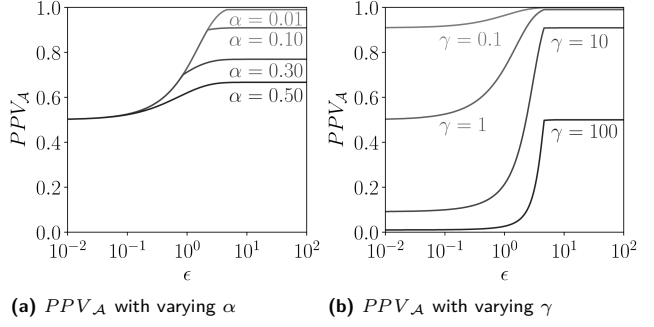 1.0
0.8
0.6
0.4
0.2
0.0
PPV_A
α = 0.01
α = 0.10
α = 0.30
α = 0.50
10^-2 10^-1 10^0 10^1 10^2
ϵ
(a) PPV_A with varying α
1.0
0.8
0.6
0.4
0.2
0.0
PPV_A
γ = 0.1
γ = 10
γ = 1
γ = 100
10^-2 10^-1 10^0 10^1 10^2
ϵ
(b) PPV_A with varying γ